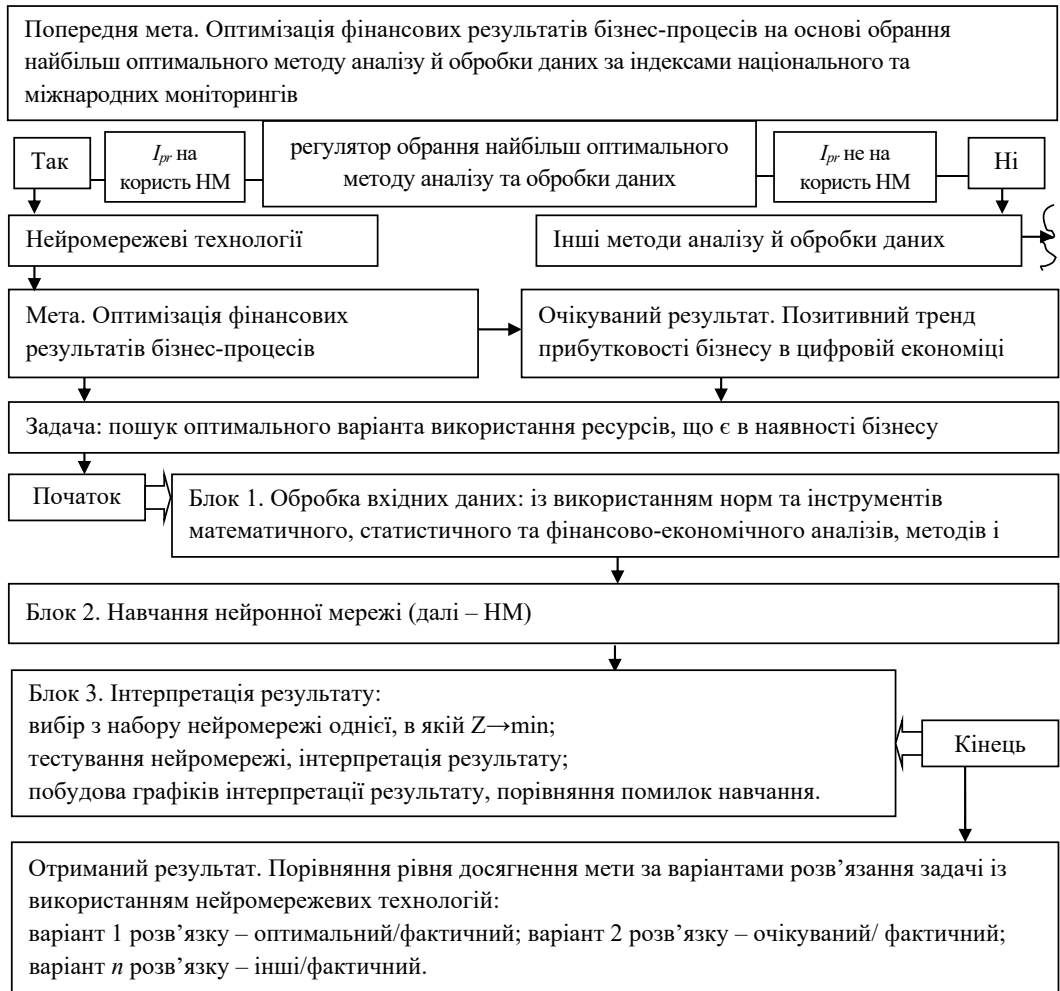 Попередня мета. Оптимізація фінансових результатів бізнес-процесів на основі обрання
найбільш оптимального методу аналізу й обробки даних за індексами національного та
міжнародних моніторингів
Так
I_pr на
користь НМ
регулятор обрання найбільш оптимального
методу аналізу та обробки даних
I_pr не на
користь НМ
Ні
Нейромережеві технології
Інші методи аналізу й обробки даних
Мета. Оптимізація фінансових
результатів бізнес-процесів
Очікуваний результат. Позитивний тренд
прибутковості бізнесу в цифровій економіці
Задача: пошук оптимального варіанта використання ресурсів, що є в наявності бізнесу
Початок
Блок 1. Обробка вхідних даних: із використанням норм та інструментів
математичного, статистичного та фінансово-економічного аналізів, методів і
Блок 2. Навчання нейронної мережі (далі – НМ)
Блок 3. Інтерпретація результату:
вибір з набору нейромережі однієї, в якій Z→min;
тестування нейромережі, інтерпретація результату;
побудова графіків інтерпретації результату, порівняння помилок навчання.
Кінець
Отриманий результат. Порівняння рівня досягнення мети за варіантами розв’язання задачі із
використанням нейромережевих технологій:
варіант 1 розв’язку – оптимальний/фактичний; варіант 2 розв’язку – очікуваний/ фактичний;
варіант n розв’язку – інші/фактичний.